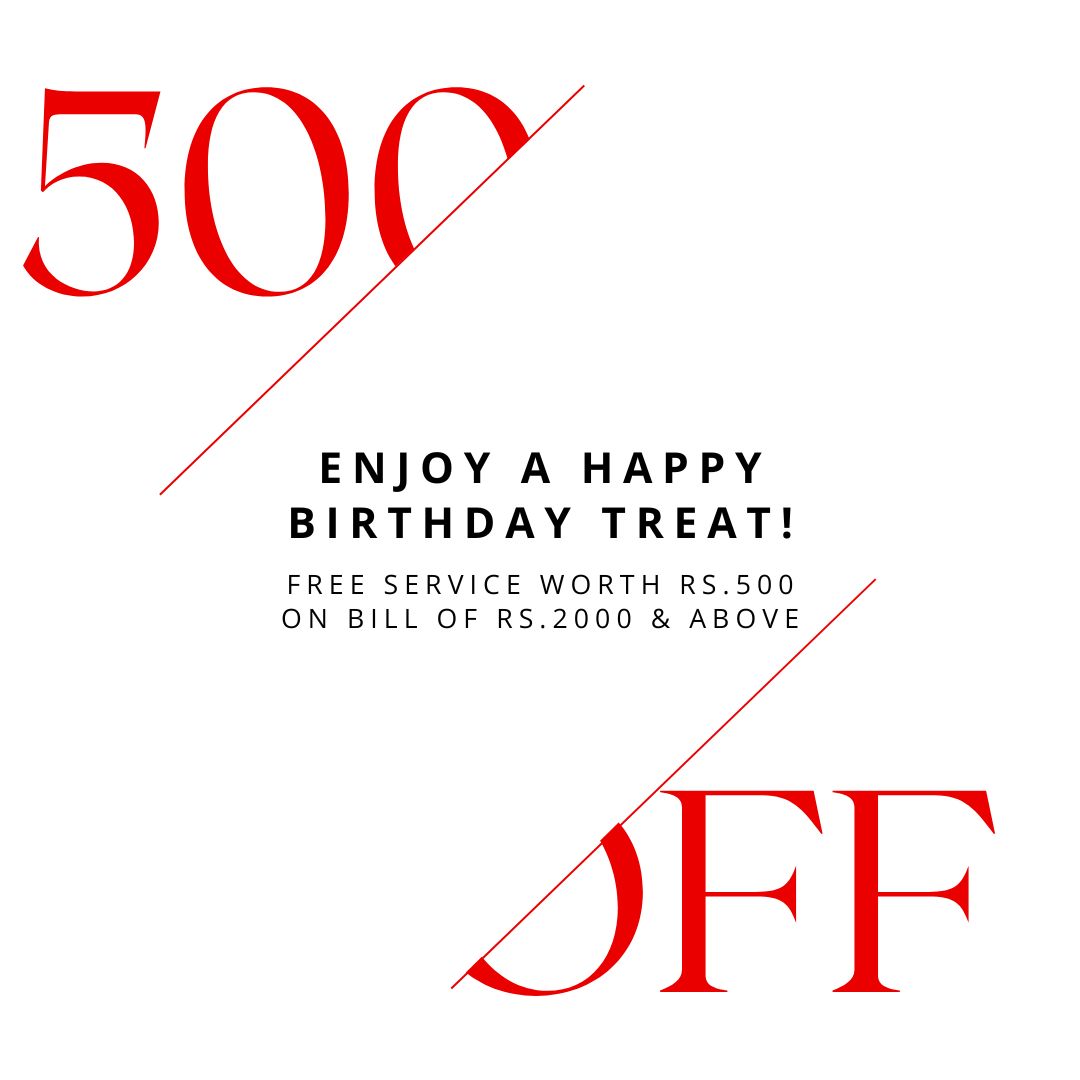 500
ENJOY A HAPPY
BIRTHDAY TREAT!
FREE SERVICE WORTH RS.500
ON BILL OF RS.2000 & ABOVE
OFF